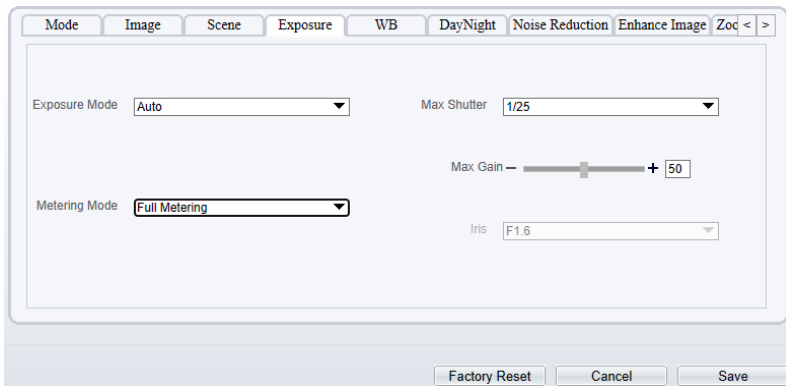 Mode Image Scene Exposure WB DayNight Noise Reduction Enhance Image < >
Exposure Mode Auto Max Shutter 1/25
Max Gain − + 50
Metering Mode Full Metering
Iris F1.6
Factory Reset Cancel Save